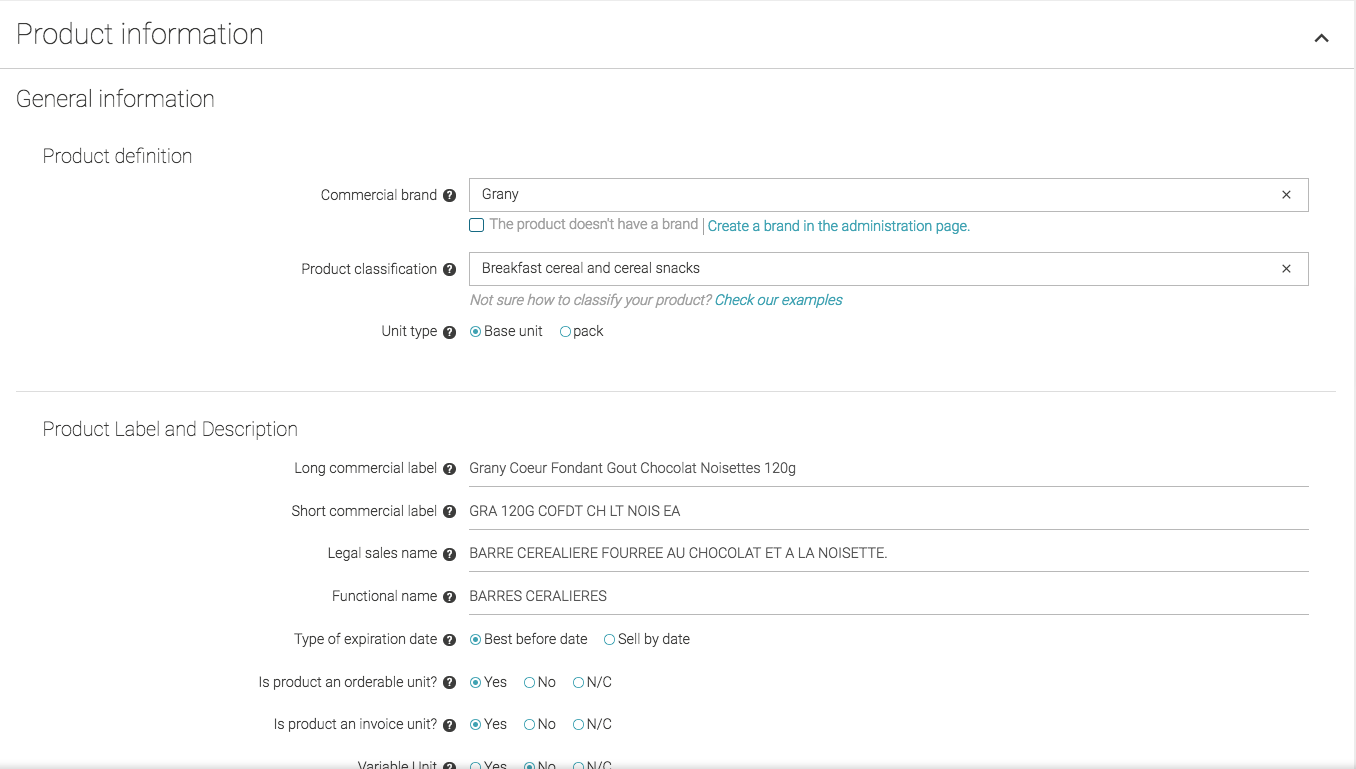 Product information
General information
Product definition
Commercial brand ? Grany ×
The product doesn't have a brand | Create a brand in the administration page.
Product classification ? Breakfast cereal and cereal snacks ×
Not sure how to classify your product? Check our examples
Unit type ? Base unit pack
Product Label and Description
Long commercial label ? Grany Coeur Fondant Gout Chocolat Noisettes 120g
Short commercial label ? GRA 120G COFDT CH LT NOIS EA
Legal sales name ? BARRE CEREALIERE FOURREE AU CHOCOLAT ET A LA NOISETTE.
Functional name ? BARRES CERALIERES
Type of expiration date ? Best before date Sell by date
Is product an orderable unit? ? Yes No N/C
Is product an invoice unit? ? Yes No N/C
Variable Unit ? Yes No N/C